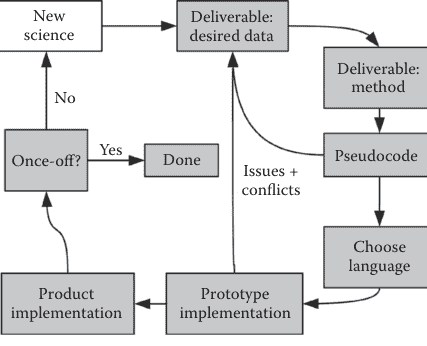 New
science
Deliverable:
desired data
Deliverable:
method
No
Once-off?
Yes
Done
Issues +
conflicts
Pseudocode
Choose
language
Product
implementation
Prototype
implementation